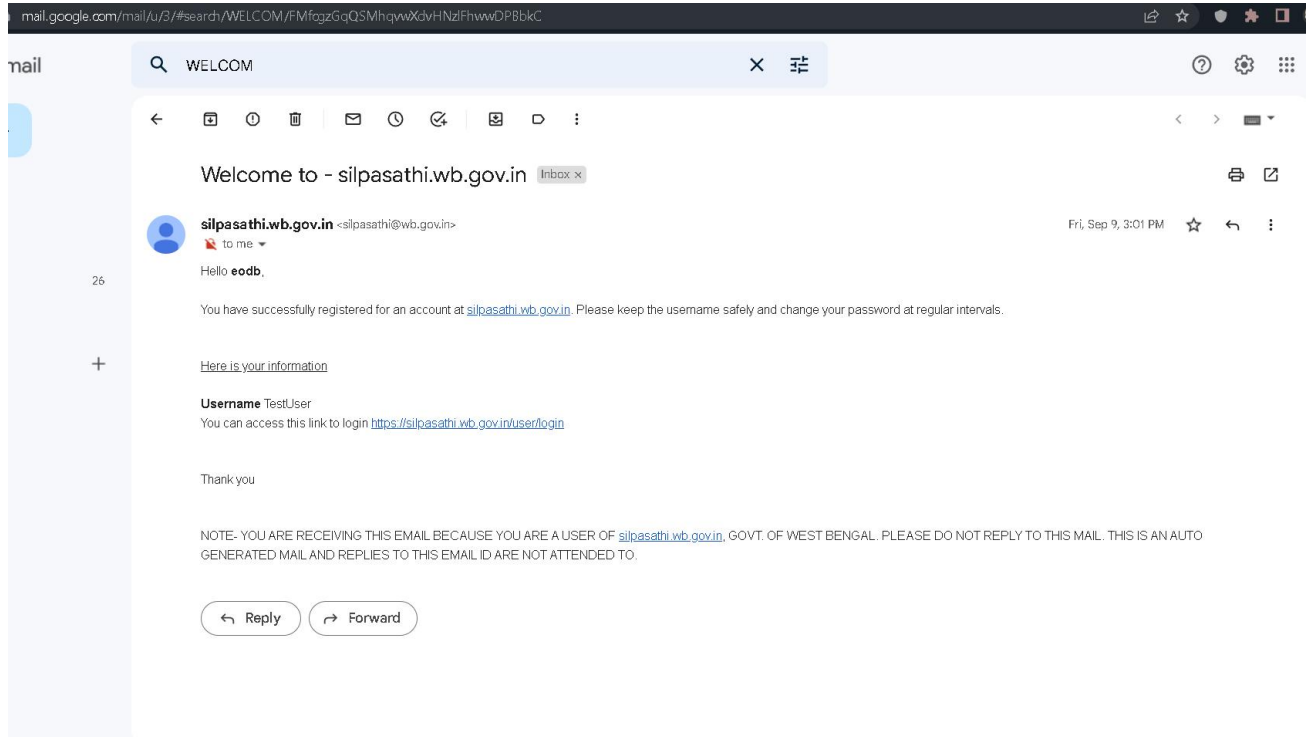 mail.google.com/mail/u/3/#search/WELCOM/
mail
WELCOM
Welcome to - silpasathi.wb.gov.in Inbox x
silpasathi.wb.gov.in <silpasathi@wb.gov.in>
Fri, Sep 9, 3:01 PM
to me
Hello eodb,
26
You have successfully registered for an account at silpasathi.wb.gov.in. Please keep the username safely and change your password at regular intervals.
Here is your information
Username TestUser
You can access this link to login https://silpasathi.wb.gov.in/user/login
Thank you
NOTE- YOU ARE RECEIVING THIS EMAIL BECAUSE YOU ARE A USER OF silpasathi.wb.gov.in, GOVT. OF WEST BENGAL. PLEASE DO NOT REPLY TO THIS MAIL. THIS IS AN AUTO
GENERATED MAIL AND REPLIES TO THIS EMAIL ID ARE NOT ATTENDED TO.
Reply
Forward